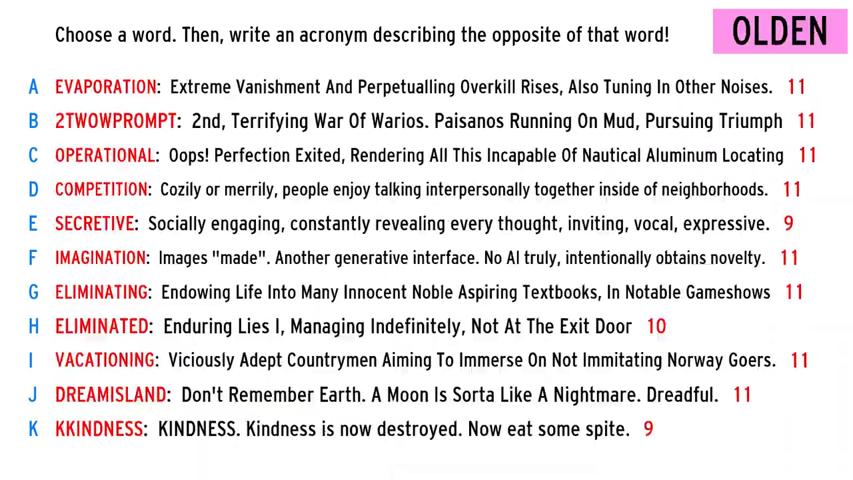 Choose a word. Then, write an acronym describing the opposite of that word!
OLDEN
A EVAPORATION: Extreme Vanishment And Perpetualling Overkill Rises, Also Tuning In Other Noises. 11
B 2TWOWPROMPT: 2nd, Terrifying War Of Warios. Paisanos Running On Mud, Pursuing Triumph 11
C OPERATIONAL: Oops! Perfection Exited, Rendering All This Incapable Of Nautical Aluminum Locating 11
D COMPETITION: Cozily or merrily, people enjoy talking interpersonally together inside of neighborhoods. 11
E SECRETIVE: Socially engaging, constantly revealing every thought, inviting, vocal, expressive. 9
F IMAGINATION: Images "made". Another generative interface. No AI truly, intentionally obtains novelty. 11
G ELIMINATING: Endowing Life Into Many Innocent Noble Aspiring Textbooks, In Notable Gameshows 11
H ELIMINATED: Enduring Lies I, Managing Indefinitely, Not At The Exit Door 10
I VACATIONING: Viciously Adept Countrymen Aiming To Immerse On Not Immitating Norway Goers. 11
J DREAMISLAND: Don't Remember Earth. A Moon Is Sorta Like A Nightmare. Dreadful. 11
K KKINDNESS: KINDNESS. Kindness is now destroyed. Now eat some spite. 9